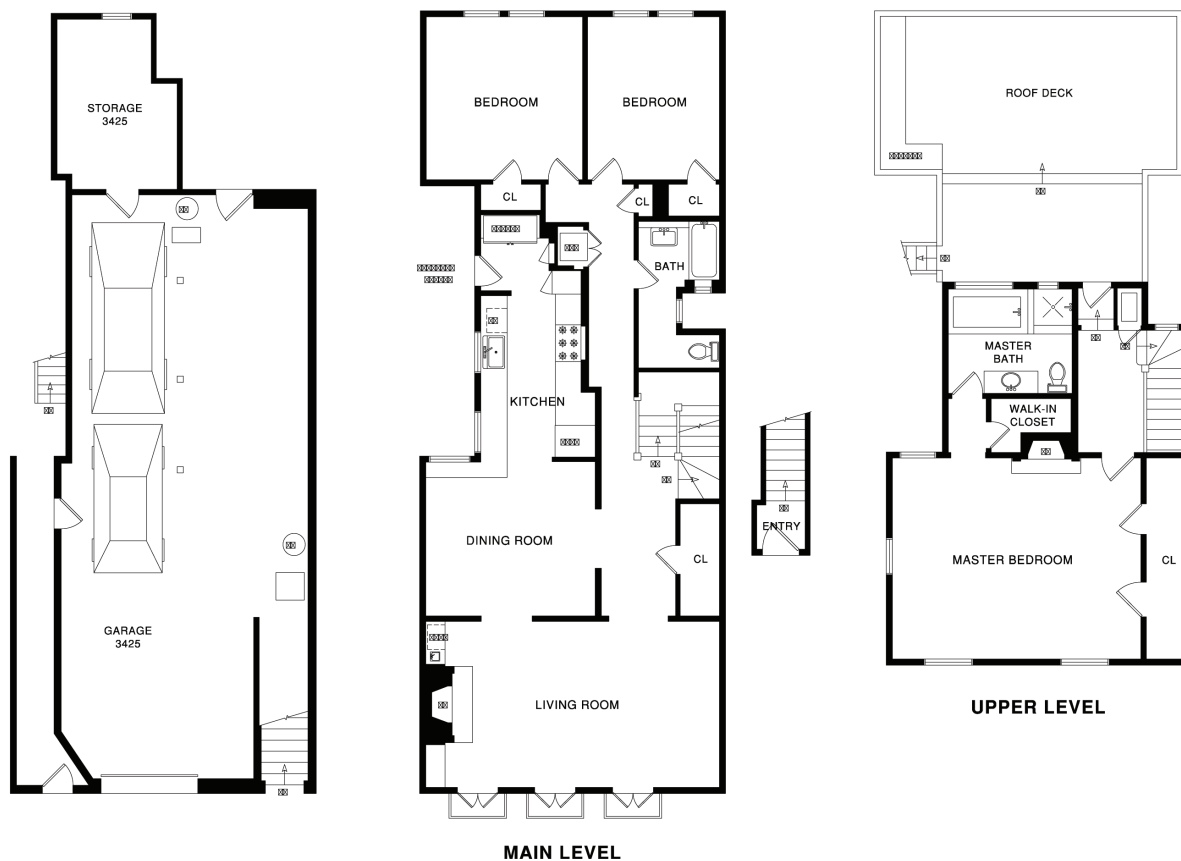 STORAGE
3425
GARAGE
3425
BEDROOM
BEDROOM
CL
CL
CL
BATH
KITCHEN
DINING ROOM
CL
LIVING ROOM
ENTRY
MAIN LEVEL
ROOF DECK
MASTER
BATH
WALK-IN
CLOSET
MASTER BEDROOM
CL
UPPER LEVEL